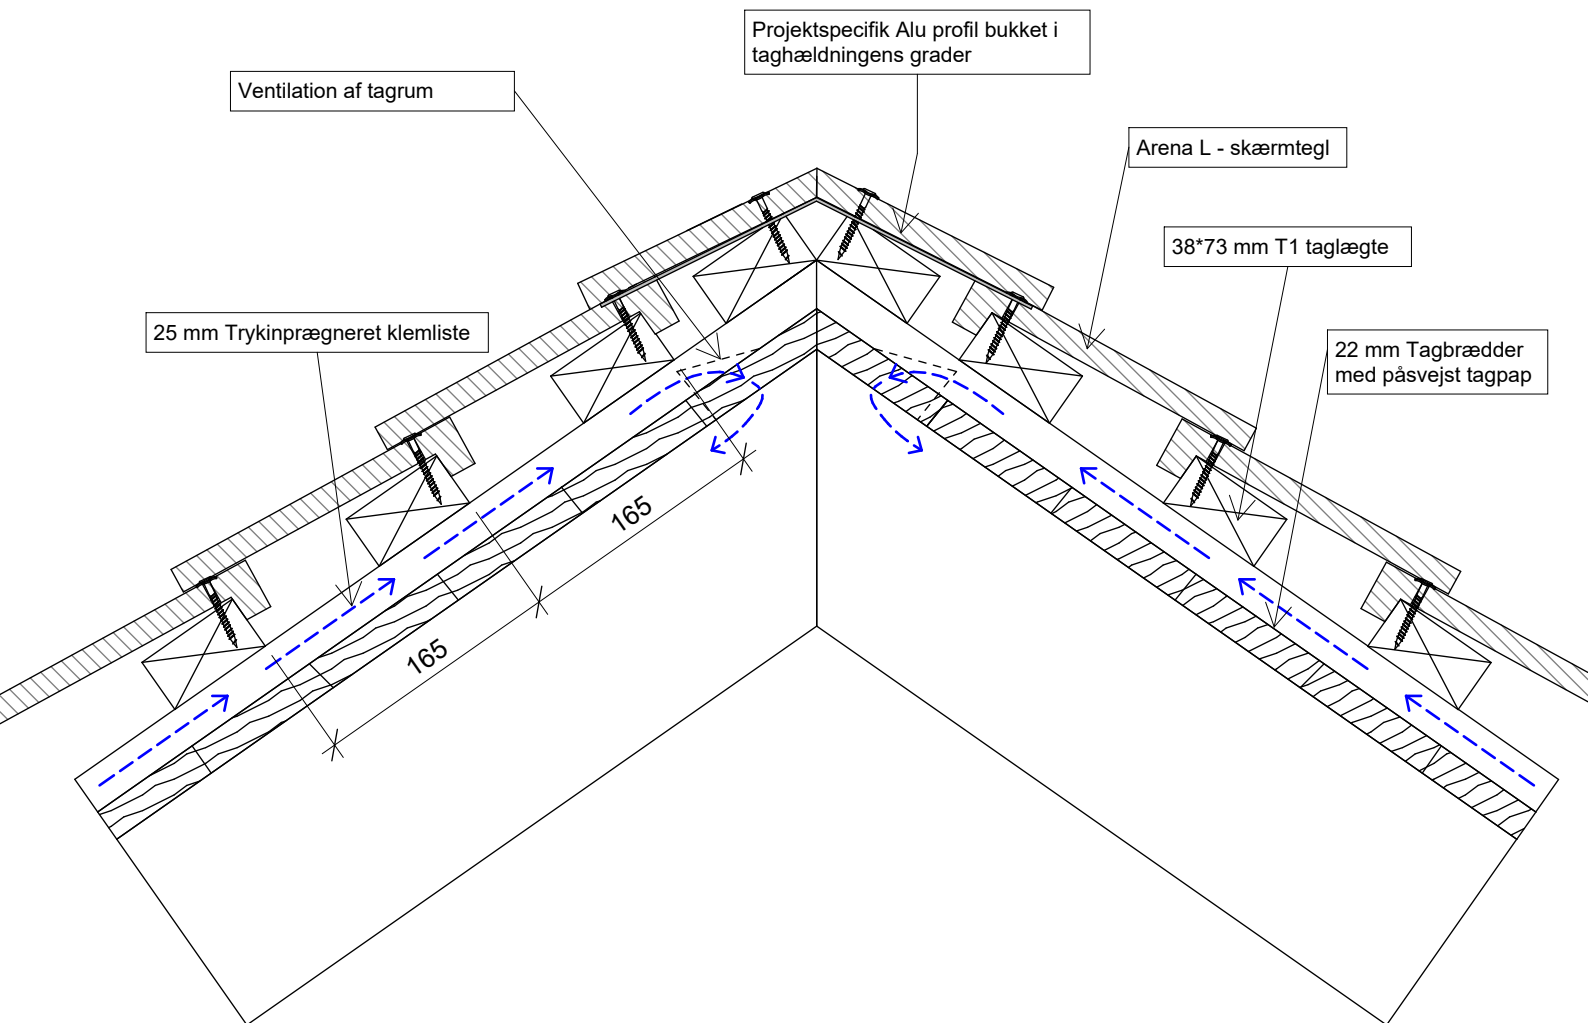 Projektspecifik Alu profil bukket i
taghældningens grader
Ventilation af tagrum
Arena L - skærmtegl
38*73 mm T1 taglægte
25 mm Trykinprægneret klemliste
22 mm Tagbrædder
med påsvejst tagpap
165
165